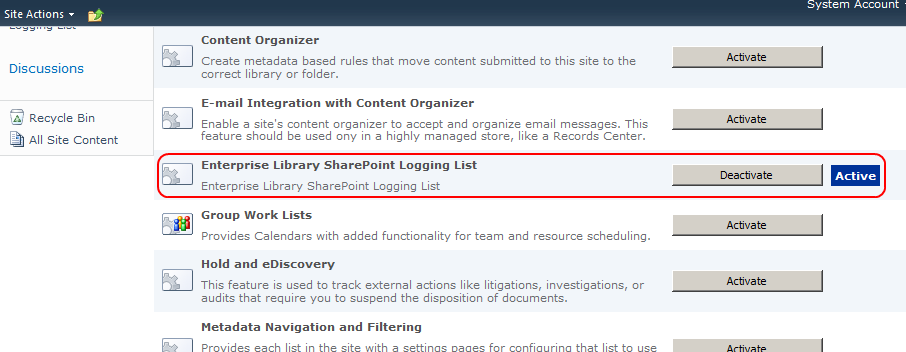 Site Actions
System Account
Logging List
Discussions
Recycle Bin
All Site Content
Content Organizer
Create metadata based rules that move content submitted to this site to the
correct library or folder.
Activate
E-mail Integration with Content Organizer
Enable a site's content organizer to accept and organize email messages. This
feature should be used ony in a highly managed store, like a Records Center.
Activate
Enterprise Library SharePoint Logging List
Enterprise Library SharePoint Logging List
Deactivate
Active
Group Work Lists
Provides Calendars with added functionality for team and resource scheduling.
Activate
Hold and eDiscovery
This feature is used to track external actions like litigations, investigations, or
audits that require you to suspend the disposition of documents.
Activate
Metadata Navigation and Filtering
Provides each list in the site with a settings pages for configuring that list to use
Activate